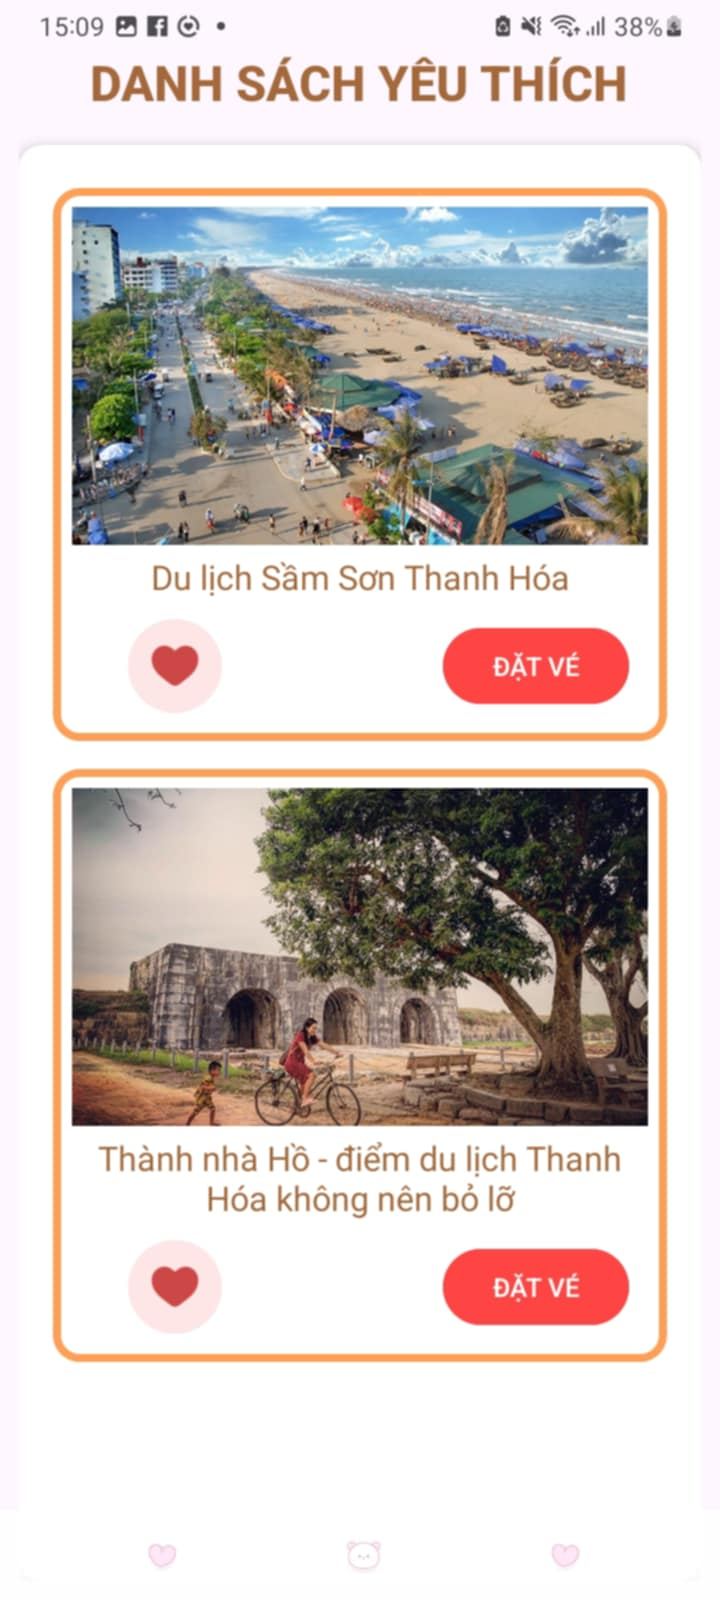 15:09
38%
DANH SÁCH YÊU THÍCH
Du lịch Sầm Sơn Thanh Hóa
ĐẶT VÉ
Thành nhà Hồ - điểm du lịch Thanh
Hóa không nên bỏ lỡ
ĐẶT VÉ